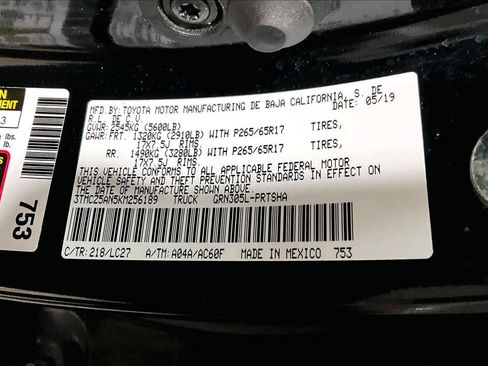 MFD.BY: TOYOTA MOTOR MANUFACTURING DE BAJA CALIFORNIA, S. DE
R.L. DE C.V. DATE: 05/19
GVWR: 2545KG (5600LB)
GAWR: FRT. 1320KG (2910LB) WITH P265/65R17 TIRES,
17X7.5J RIMS,
RR. 1490KG (3280LB) WITH P265/65R17 TIRES,
17X7.5J RIMS.
THIS VEHICLE CONFORMS TO ALL APPLICABLE FEDERAL MOTOR
VEHICLE SAFETY AND THEFT PREVENTION STANDARDS IN EFFECT ON
THE DATE OF MANUFACTURE SHOWN ABOVE.
3TMCZ5AN5KM256189 TRUCK GRN305L-PRTSHA
C/TR: 218/LC27 A/TM: A04A/AC60F MADE IN MEXICO 753
lbs.
lb.
753